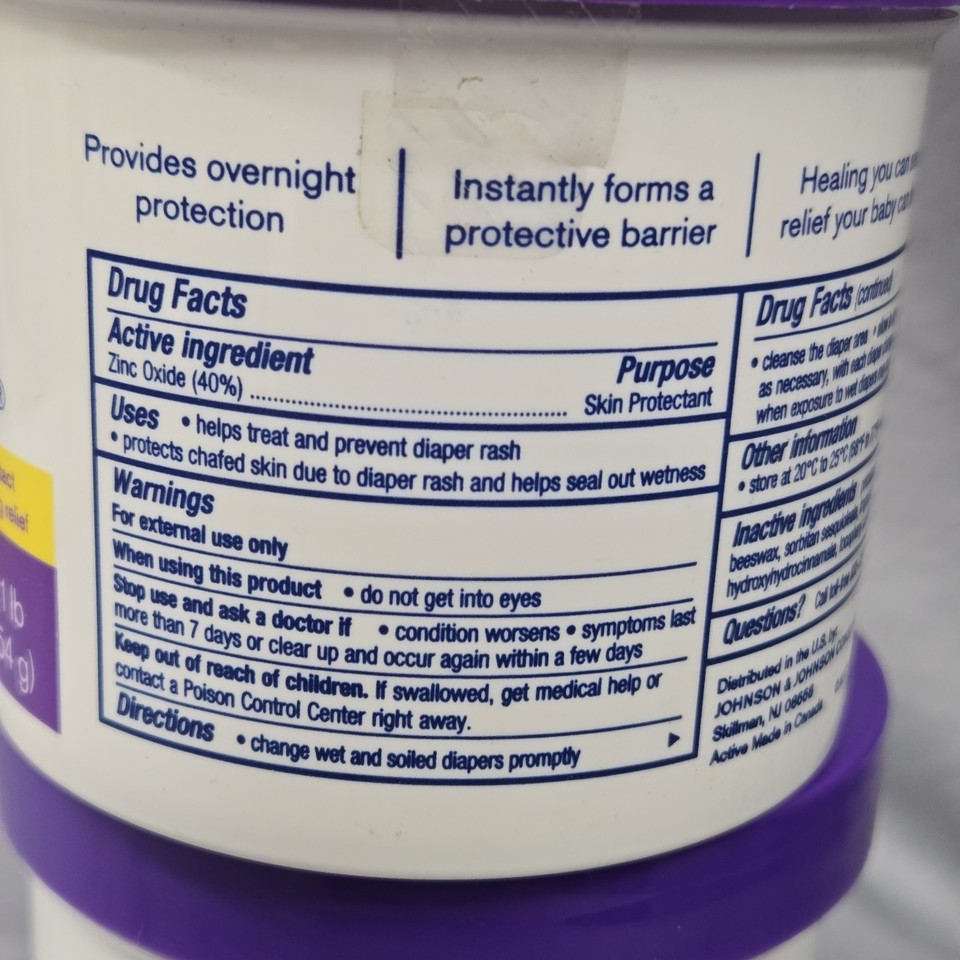 Provides overnight
protection
Instantly forms a
protective barrier
Healing you can
relief your baby can
Drug Facts
Active ingredient Purpose
Zinc Oxide (40%) ........................................ Skin Protectant
Uses • helps treat and prevent diaper rash
• protects chafed skin due to diaper rash and helps seal out wetness
Warnings
For external use only
When using this product • do not get into eyes
Stop use and ask a doctor if • condition worsens • symptoms last
more than 7 days or clear up and occur again within a few days
Keep out of reach of children. If swallowed, get medical help or
contact a Poison Control Center right away.
Directions • change wet and soiled diapers promptly
Drug Facts (continued)
• cleanse the diaper area •
as necessary, with each diaper
when exposure to wet diapers
Other information
• store at 20°C to 25°C (68°F
Inactive ingredients
beeswax, sorbitan sesquioleate,
hydroxyhydrocinnamate,
Questions? Call
Distributed in the U.S. by:
JOHNSON & JOHNSON
Skillman, NJ
Active Made in Canada
relief
1 lb
g)